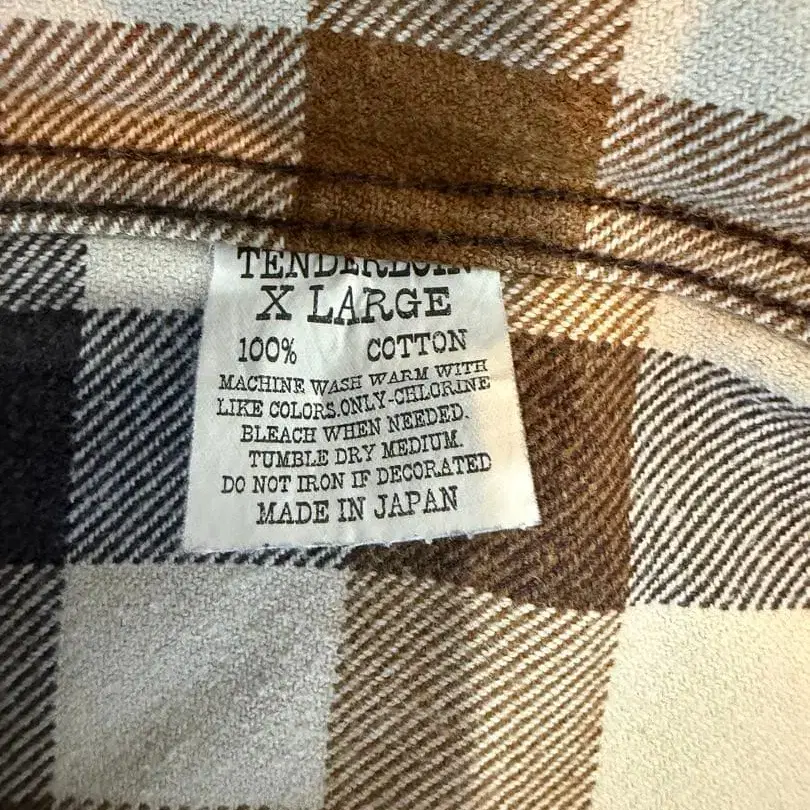 TENDERLOIN
X LARGE
100% COTTON
MACHINE WASH WARM WITH
LIKE COLORS.ONLY-CHLORINE
BLEACH WHEN NEEDED.
TUMBLE DRY MEDIUM.
DO NOT IRON IF DECORATED
MADE IN JAPAN